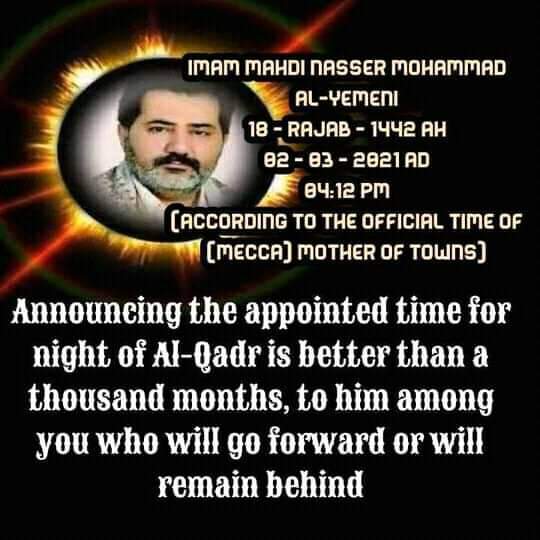 IMAM MAHDI NASSER MOHAMMAD
AL-YEMENI
18 - RAJAB - 1442 AH
02 - 03 - 2021 AD
04:12 PM
(ACCORDING TO THE OFFICIAL TIME OF
(MECCA) MOTHER OF TOWNS)
Announcing the appointed time for
night of Al-Qadr is better than a
thousand months, to him among
you who will go forward or will
remain behind